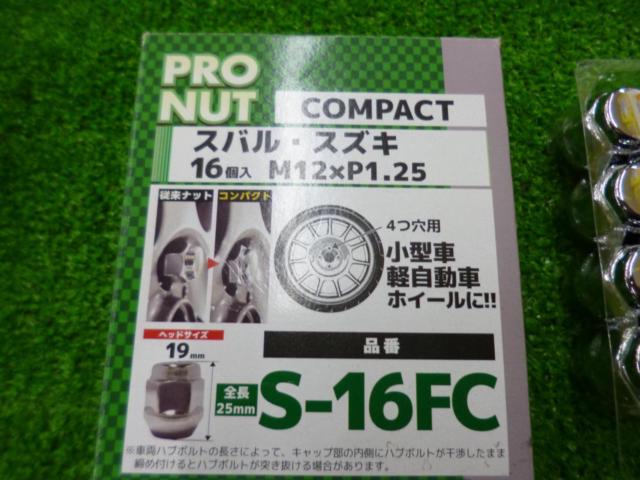 PRO
NUT
COMPACT
スバル・スズキ
16個入 M12×P1.25
従来ナット コンパクト
4つ穴用
小型車
軽自動車
ホイールに!!
ヘッドサイズ
19mm
品番
全長
25mm
S-16FC
※車両ハブボルトの長さによって、キャップ部の内側にハブボルトが干渉したまま
締め付けるとハブボルトが突き抜ける場合があります。